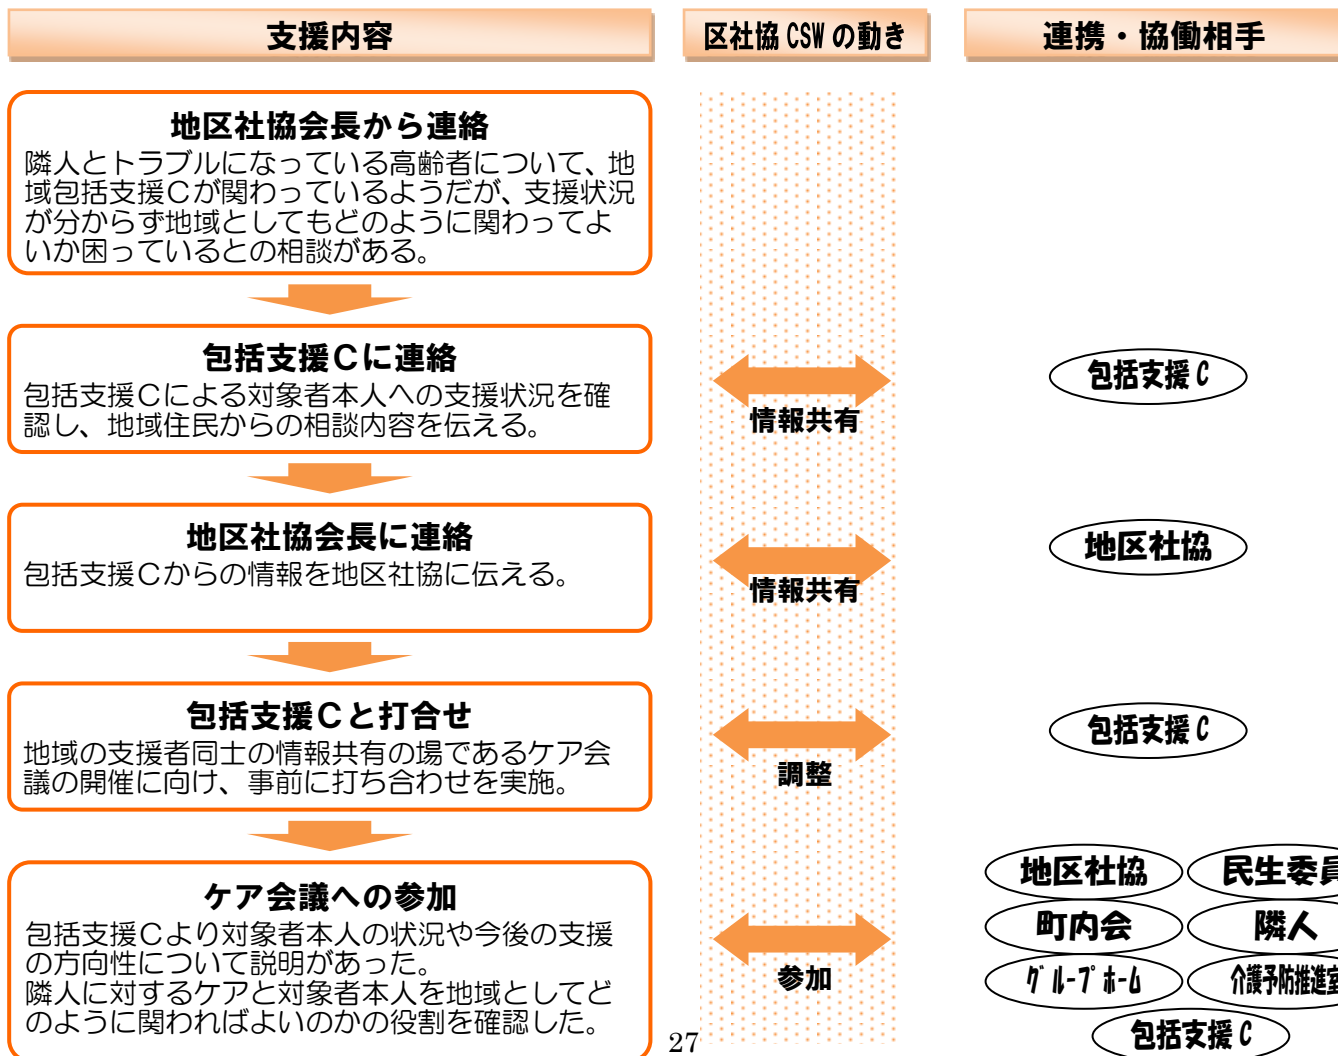 支援内容
区社協CSWの動き
連携・協働相手
地区社協会長から連絡
隣人とトラブルになっている高齢者について、地
域包括支援Cが関わっているようだが、支援状況
が分からず地域としてもどのように関わってよ
いか困っているとの相談がある。
包括支援Cに連絡
包括支援Cによる対象者本人への支援状況を確
認し、地域住民からの相談内容を伝える。
情報共有
包括支援C
地区社協会長に連絡
包括支援Cからの情報を地区社協に伝える。
情報共有
地区社協
包括支援Cと打合せ
地域の支援者同士の情報共有の場であるケア会
議の開催に向け、事前に打ち合わせを実施。
調整
包括支援C
ケア会議への参加
包括支援Cより対象者本人の状況や今後の支援
の方向性について説明があった。
隣人に対するケアと対象者本人を地域としてど
のように関わればよいのかの役割を確認した。
参加
地区社協
民生委員
町内会
隣人
グループホーム
介護予防推進室
包括支援C
27